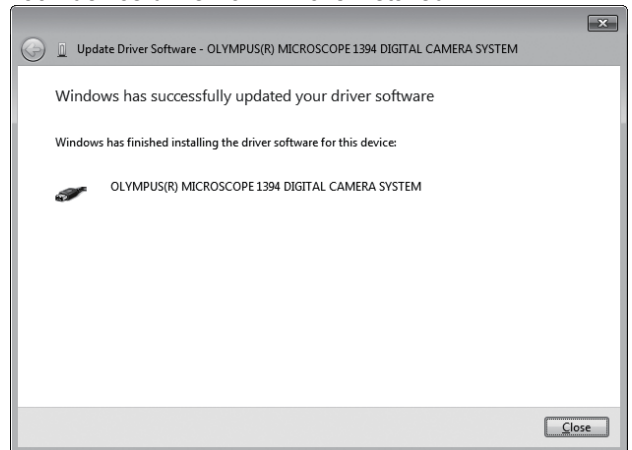 Update Driver Software - OLYMPUS(R) MICROSCOPE 1394 DIGITAL CAMERA SYSTEM
Windows has successfully updated your driver software
Windows has finished installing the driver software for this device:
OLYMPUS(R) MICROSCOPE 1394 DIGITAL CAMERA SYSTEM
Close